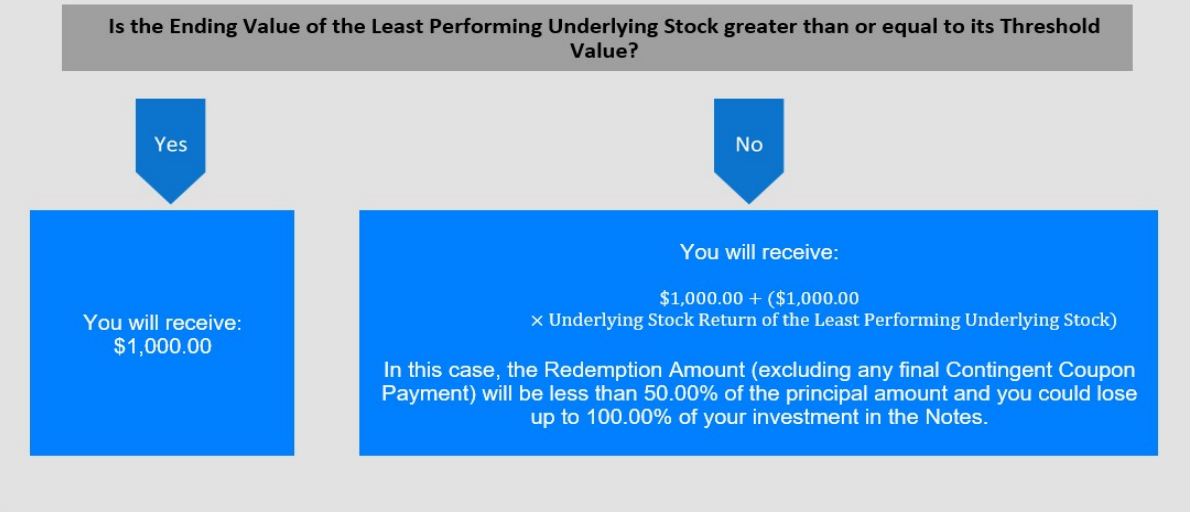 Is the Ending Value of the Least Performing Underlying Stock greater than or equal to its Threshold
Value?
Yes
No
You will receive:
$1,000.00
You will receive:
$1,000.00 + ($1,000.00
× Underlying Stock Return of the Least Performing Underlying Stock)
In this case, the Redemption Amount (excluding any final Contingent Coupon
Payment) will be less than 50.00% of the principal amount and you could lose
up to 100.00% of your investment in the Notes.